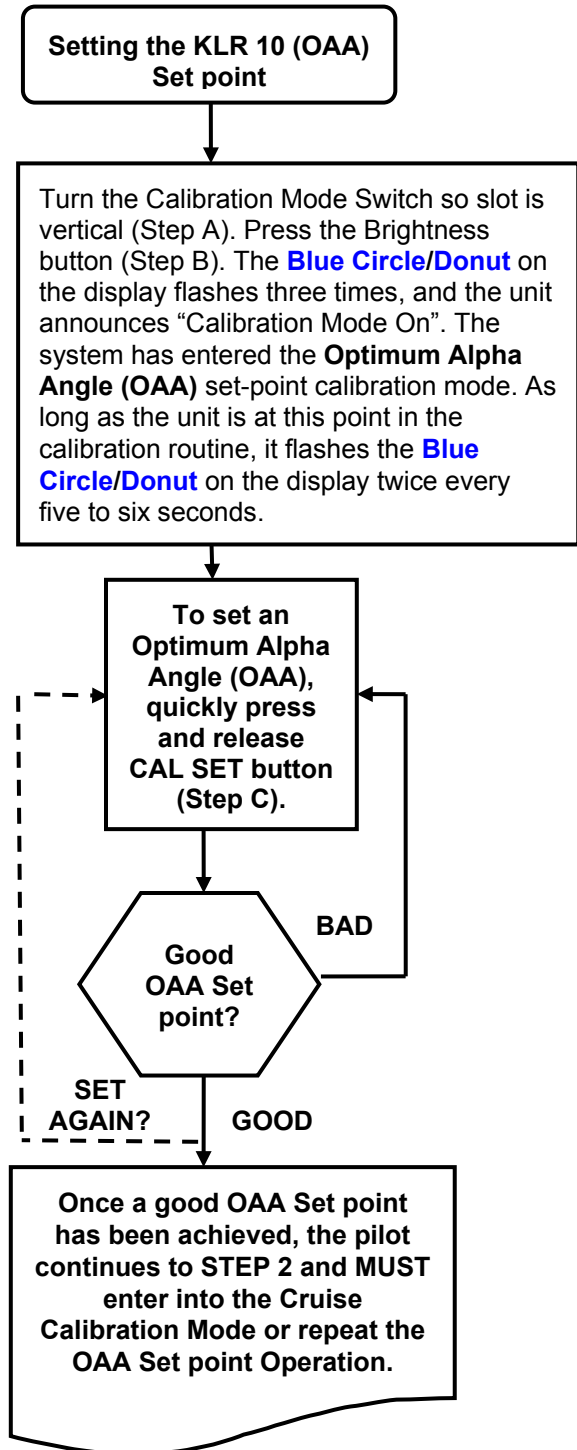 Setting the KLR 10 (OAA)
Set point
Turn the Calibration Mode Switch so slot is
vertical (Step A). Press the Brightness
button (Step B). The Blue Circle/Donut on
the display flashes three times, and the unit
announces “Calibration Mode On”. The
system has entered the Optimum Alpha
Angle (OAA) set-point calibration mode. As
long as the unit is at this point in the
calibration routine, it flashes the Blue
Circle/Donut on the display twice every
five to six seconds.
To set an
Optimum Alpha
Angle (OAA),
quickly press
and release
CAL SET button
(Step C).
Good
OAA Set
point?
BAD
SET
AGAIN?
GOOD
Once a good OAA Set point
has been achieved, the pilot
continues to STEP 2 and MUST
enter into the Cruise
Calibration Mode or repeat the
OAA Set point Operation.